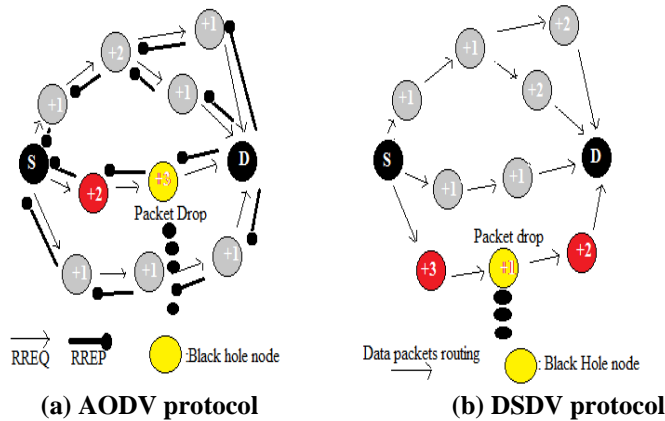 +1
+2
+1
+1
+1
S
D
+2
Packet Drop
+1
+1
+1
RREQ
RREP
:Black hole node
(a) AODV protocol
+2
+1
+1
+2
S
D
+1
+1
Packet drop
+3
+2
Data packets routing
: Black Hole node
(b) DSDV protocol